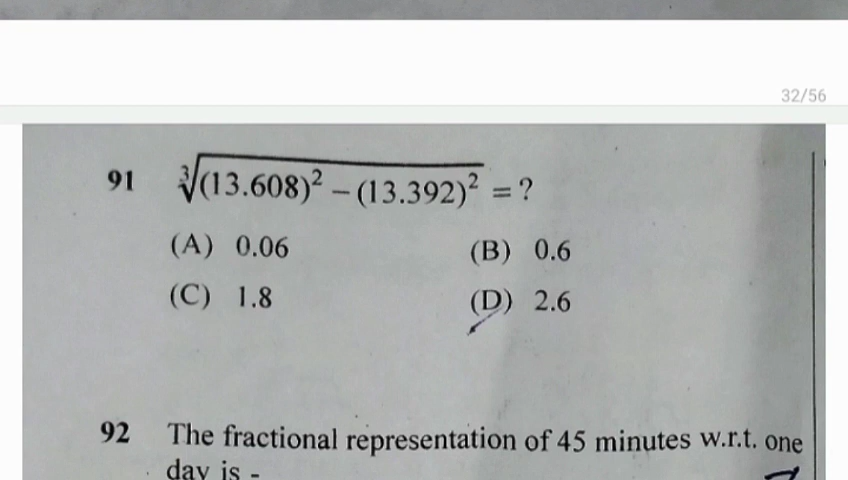 32/56
91 ∛(13.608)² – (13.392)² = ?
(A) 0.06 (B) 0.6
(C) 1.8 (D) 2.6
92 The fractional representation of 45 minutes w.r.t. one
day is -